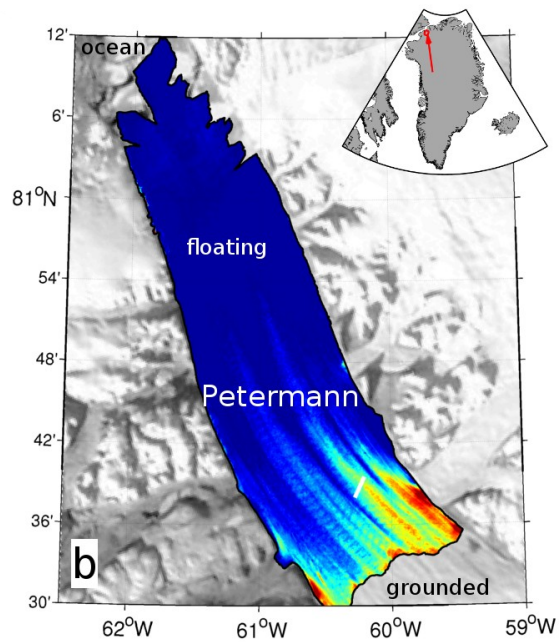 12'
ocean
6'
81°N
floating
54'
48'
Petermann
42'
36'
b
grounded
30'
62°W
61°W
60°W
59°W